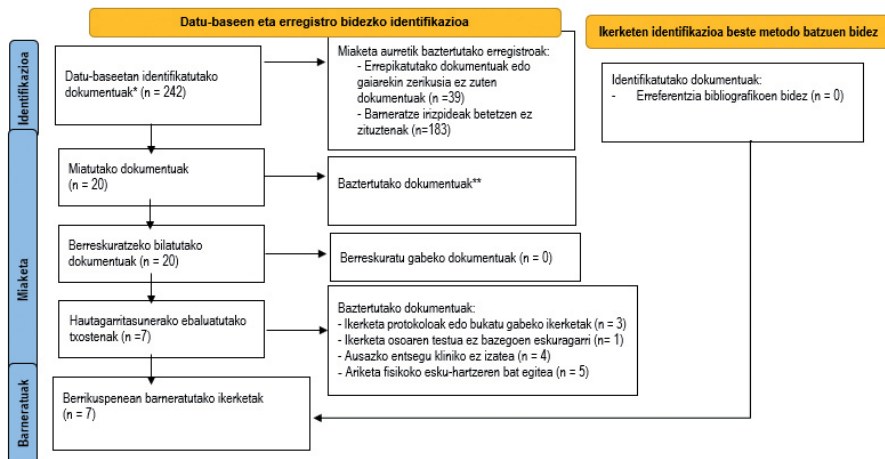 Datu-baseen eta erregistro bidezko identifikazioa
Ikerketen identifikazioa beste metodo batzuen bidez
Identifikazioa
Datu-baseetan identifikatutako
dokumentuak* (n = 242)
Miaketa aurretik baztertutako erregistroak:
- Errepikatutako dokumentuak edo
gaiarekin zerikusia ez zuten
dokumentuak (n =39)
- Barneratze irizpideak betetzen ez
zituztenak (n=183)
Identifikatutako dokumentuak:
- Erreferentzia bibliografikoen bidez (n = 0)
Miaketa
Miatutako dokumentuak
(n = 20)
Baztertutako dokumentuak**
Berreskuratzeko bilatutako
dokumentuak (n = 20)
Berreskuratu gabeko dokumentuak (n = 0)
Hautagarritasunerako ebaluatutako
txostenak (n =7)
Baztertutako dokumentuak:
- Ikerketa protokoloak edo bukatu gabeko ikerketak (n = 3)
- Ikerketa osoaren testua ez bazegoen eskuragarri (n= 1)
- Ausazko entsegu kliniko ez izatea (n = 4)
- Ariketa fisikoko esku-hartzeren bat egitea (n = 5)
Barneratuak
Berrikuspenean barneratutako ikerketak
(n = 7)